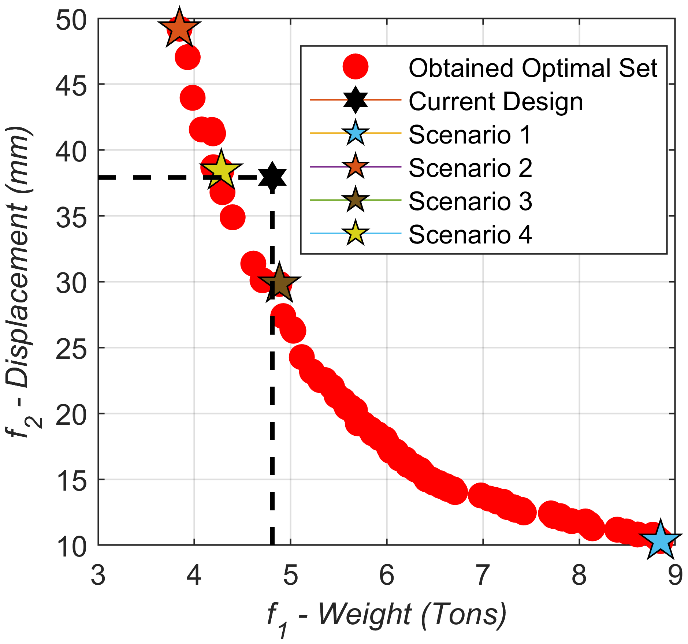 50
45
40
35
30
25
20
15
10
f2 - Displacement (mm)
Obtained Optimal Set
Current Design
Scenario 1
Scenario 2
Scenario 3
Scenario 4
3 4 5 6 7 8 9
f1 - Weight (Tons)